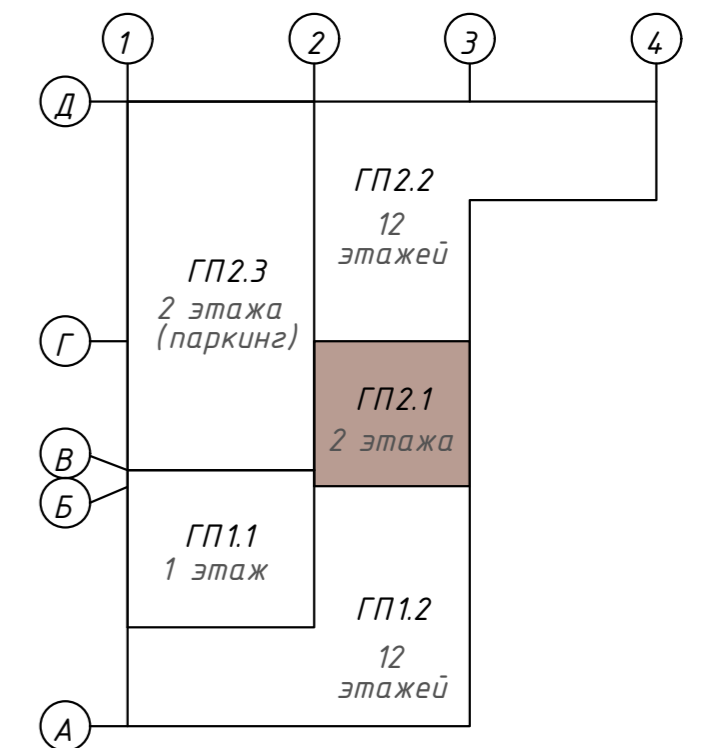 1
2
3
4
Д
ГП2.2
12
этажей
ГП2.3
2 этажа
(паркинг)
Г
ГП2.1
2 этажа
В
Б
ГП1.1
1 этаж
ГП1.2
12
этажей
А